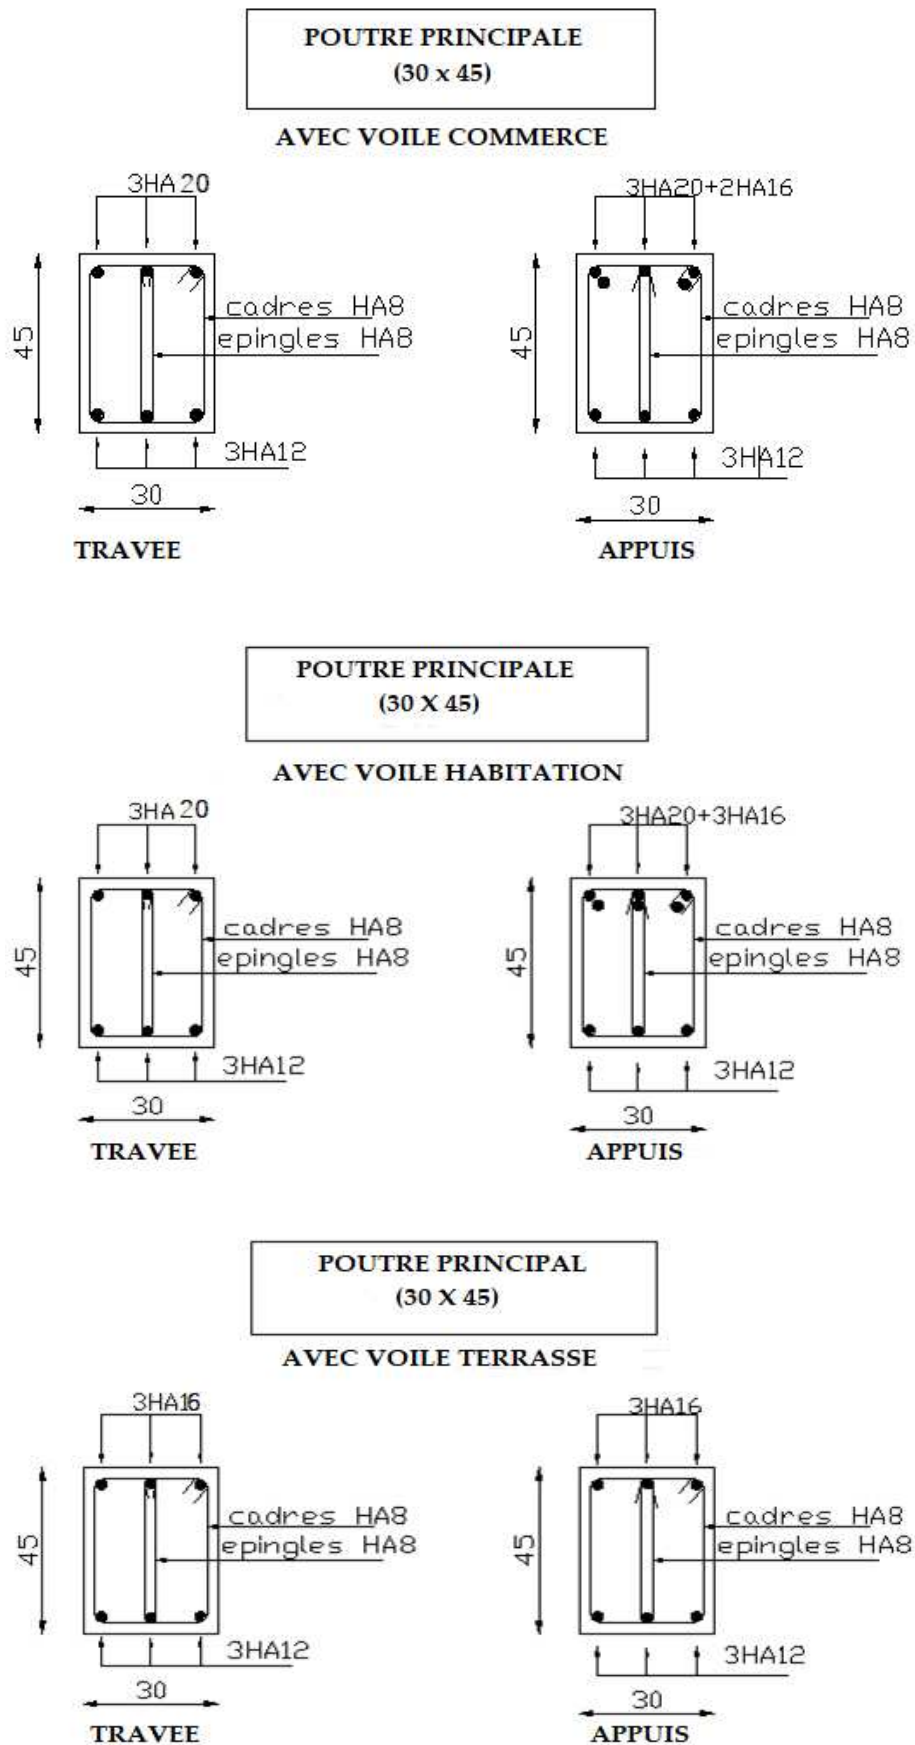 POUTRE PRINCIPALE
(30 x 45)
AVEC VOILE COMMERCE
3HA20
3HA20+2HA16
45
cadres HA8
epingles HA8
45
cadres HA8
epingles HA8
3HA12
3HA12
30
30
TRAVEE
APPUIS
POUTRE PRINCIPALE
(30 X 45)
AVEC VOILE HABITATION
3HA20
3HA20+3HA16
45
cadres HA8
epingles HA8
45
cadres HA8
epingles HA8
3HA12
3HA12
30
30
TRAVEE
APPUIS
POUTRE PRINCIPAL
(30 X 45)
AVEC VOILE TERRASSE
3HA16
3HA16
45
cadres HA8
epingles HA8
45
cadres HA8
epingles HA8
3HA12
3HA12
30
30
TRAVEE
APPUIS